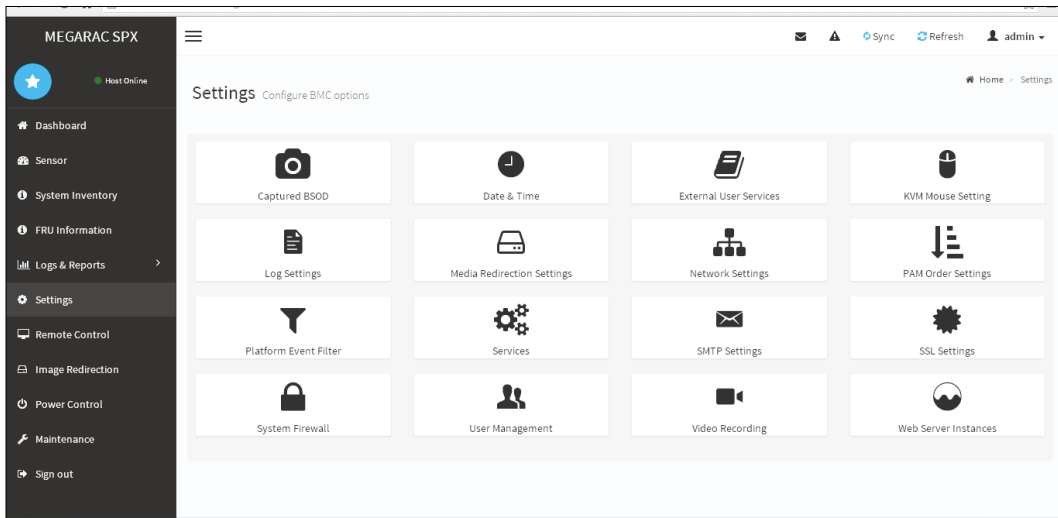 MEGARAC SPX
Sync
Refresh
admin
Host Online
Home > Settings
Settings Configure BMC options
Dashboard
Sensor
System Inventory
FRU Information
Logs & Reports
Settings
Remote Control
Image Redirection
Power Control
Maintenance
Sign out
Captured BSOD
Date & Time
External User Services
KVM Mouse Setting
Log Settings
Media Redirection Settings
Network Settings
PAM Order Settings
Platform Event Filter
Services
SMTP Settings
SSL Settings
System Firewall
User Management
Video Recording
Web Server Instances